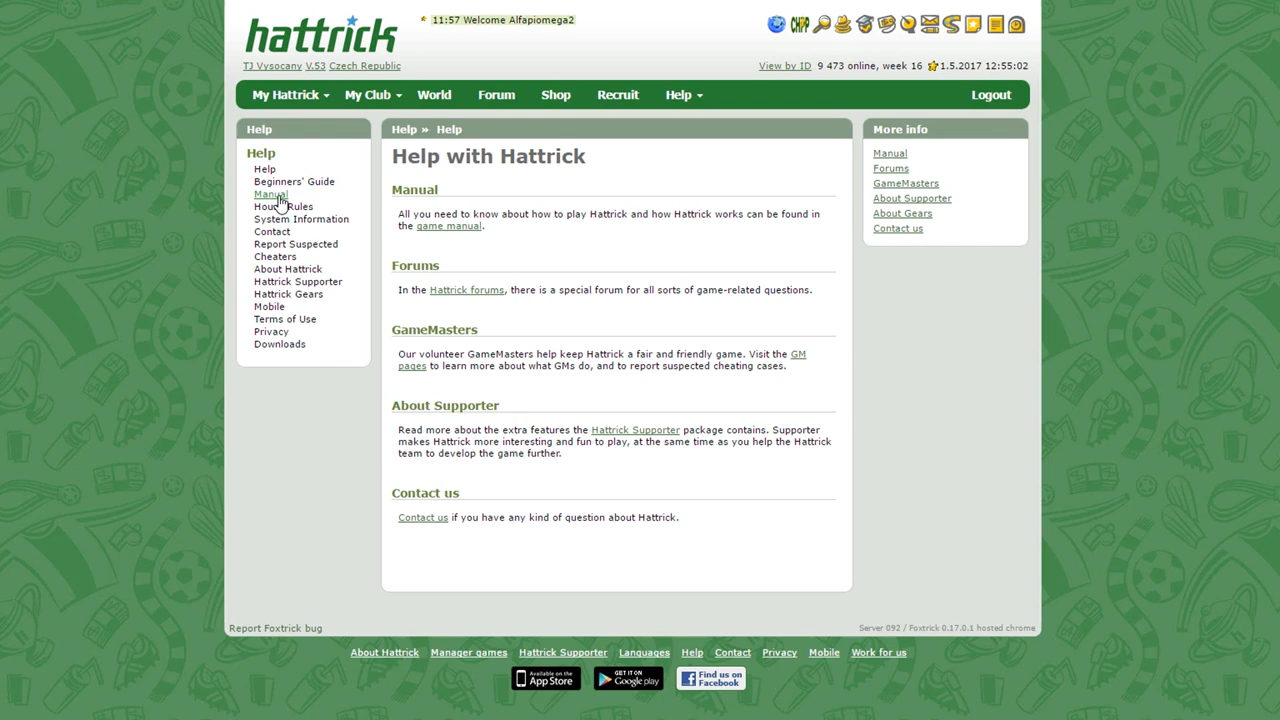 hattrick
11:57 Welcome Alfapiomega2
CHPP
TJ Vysocany V.53 Czech Republic
View by ID 9 473 online, week 16 1.5.2017 12:55:02
My Hattrick My Club World Forum Shop Recruit Help Logout
Help
Help
Help
Beginners' Guide
Manual
House Rules
System Information
Contact
Report Suspected
Cheaters
About Hattrick
Hattrick Supporter
Hattrick Gears
Mobile
Terms of Use
Privacy
Downloads
Help » Help
Help with Hattrick
Manual
All you need to know about how to play Hattrick and how Hattrick works can be found in
the game manual.
Forums
In the Hattrick forums, there is a special forum for all sorts of game-related questions.
GameMasters
Our volunteer GameMasters help keep Hattrick a fair and friendly game. Visit the GM
pages to learn more about what GMs do, and to report suspected cheating cases.
About Supporter
Read more about the extra features the Hattrick Supporter package contains. Supporter
makes Hattrick more interesting and fun to play, at the same time as you help the Hattrick
team to develop the game further.
Contact us
Contact us if you have any kind of question about Hattrick.
More info
Manual
Forums
GameMasters
About Supporter
About Gears
Contact us
Report Foxtrick bug
Server 092 / Foxtrick 0.17.0.1 hosted chrome
About Hattrick Manager games Hattrick Supporter Languages Help Contact Privacy Mobile Work for us
Available on the
App Store
GET IT ON
Google play
Find us on
Facebook